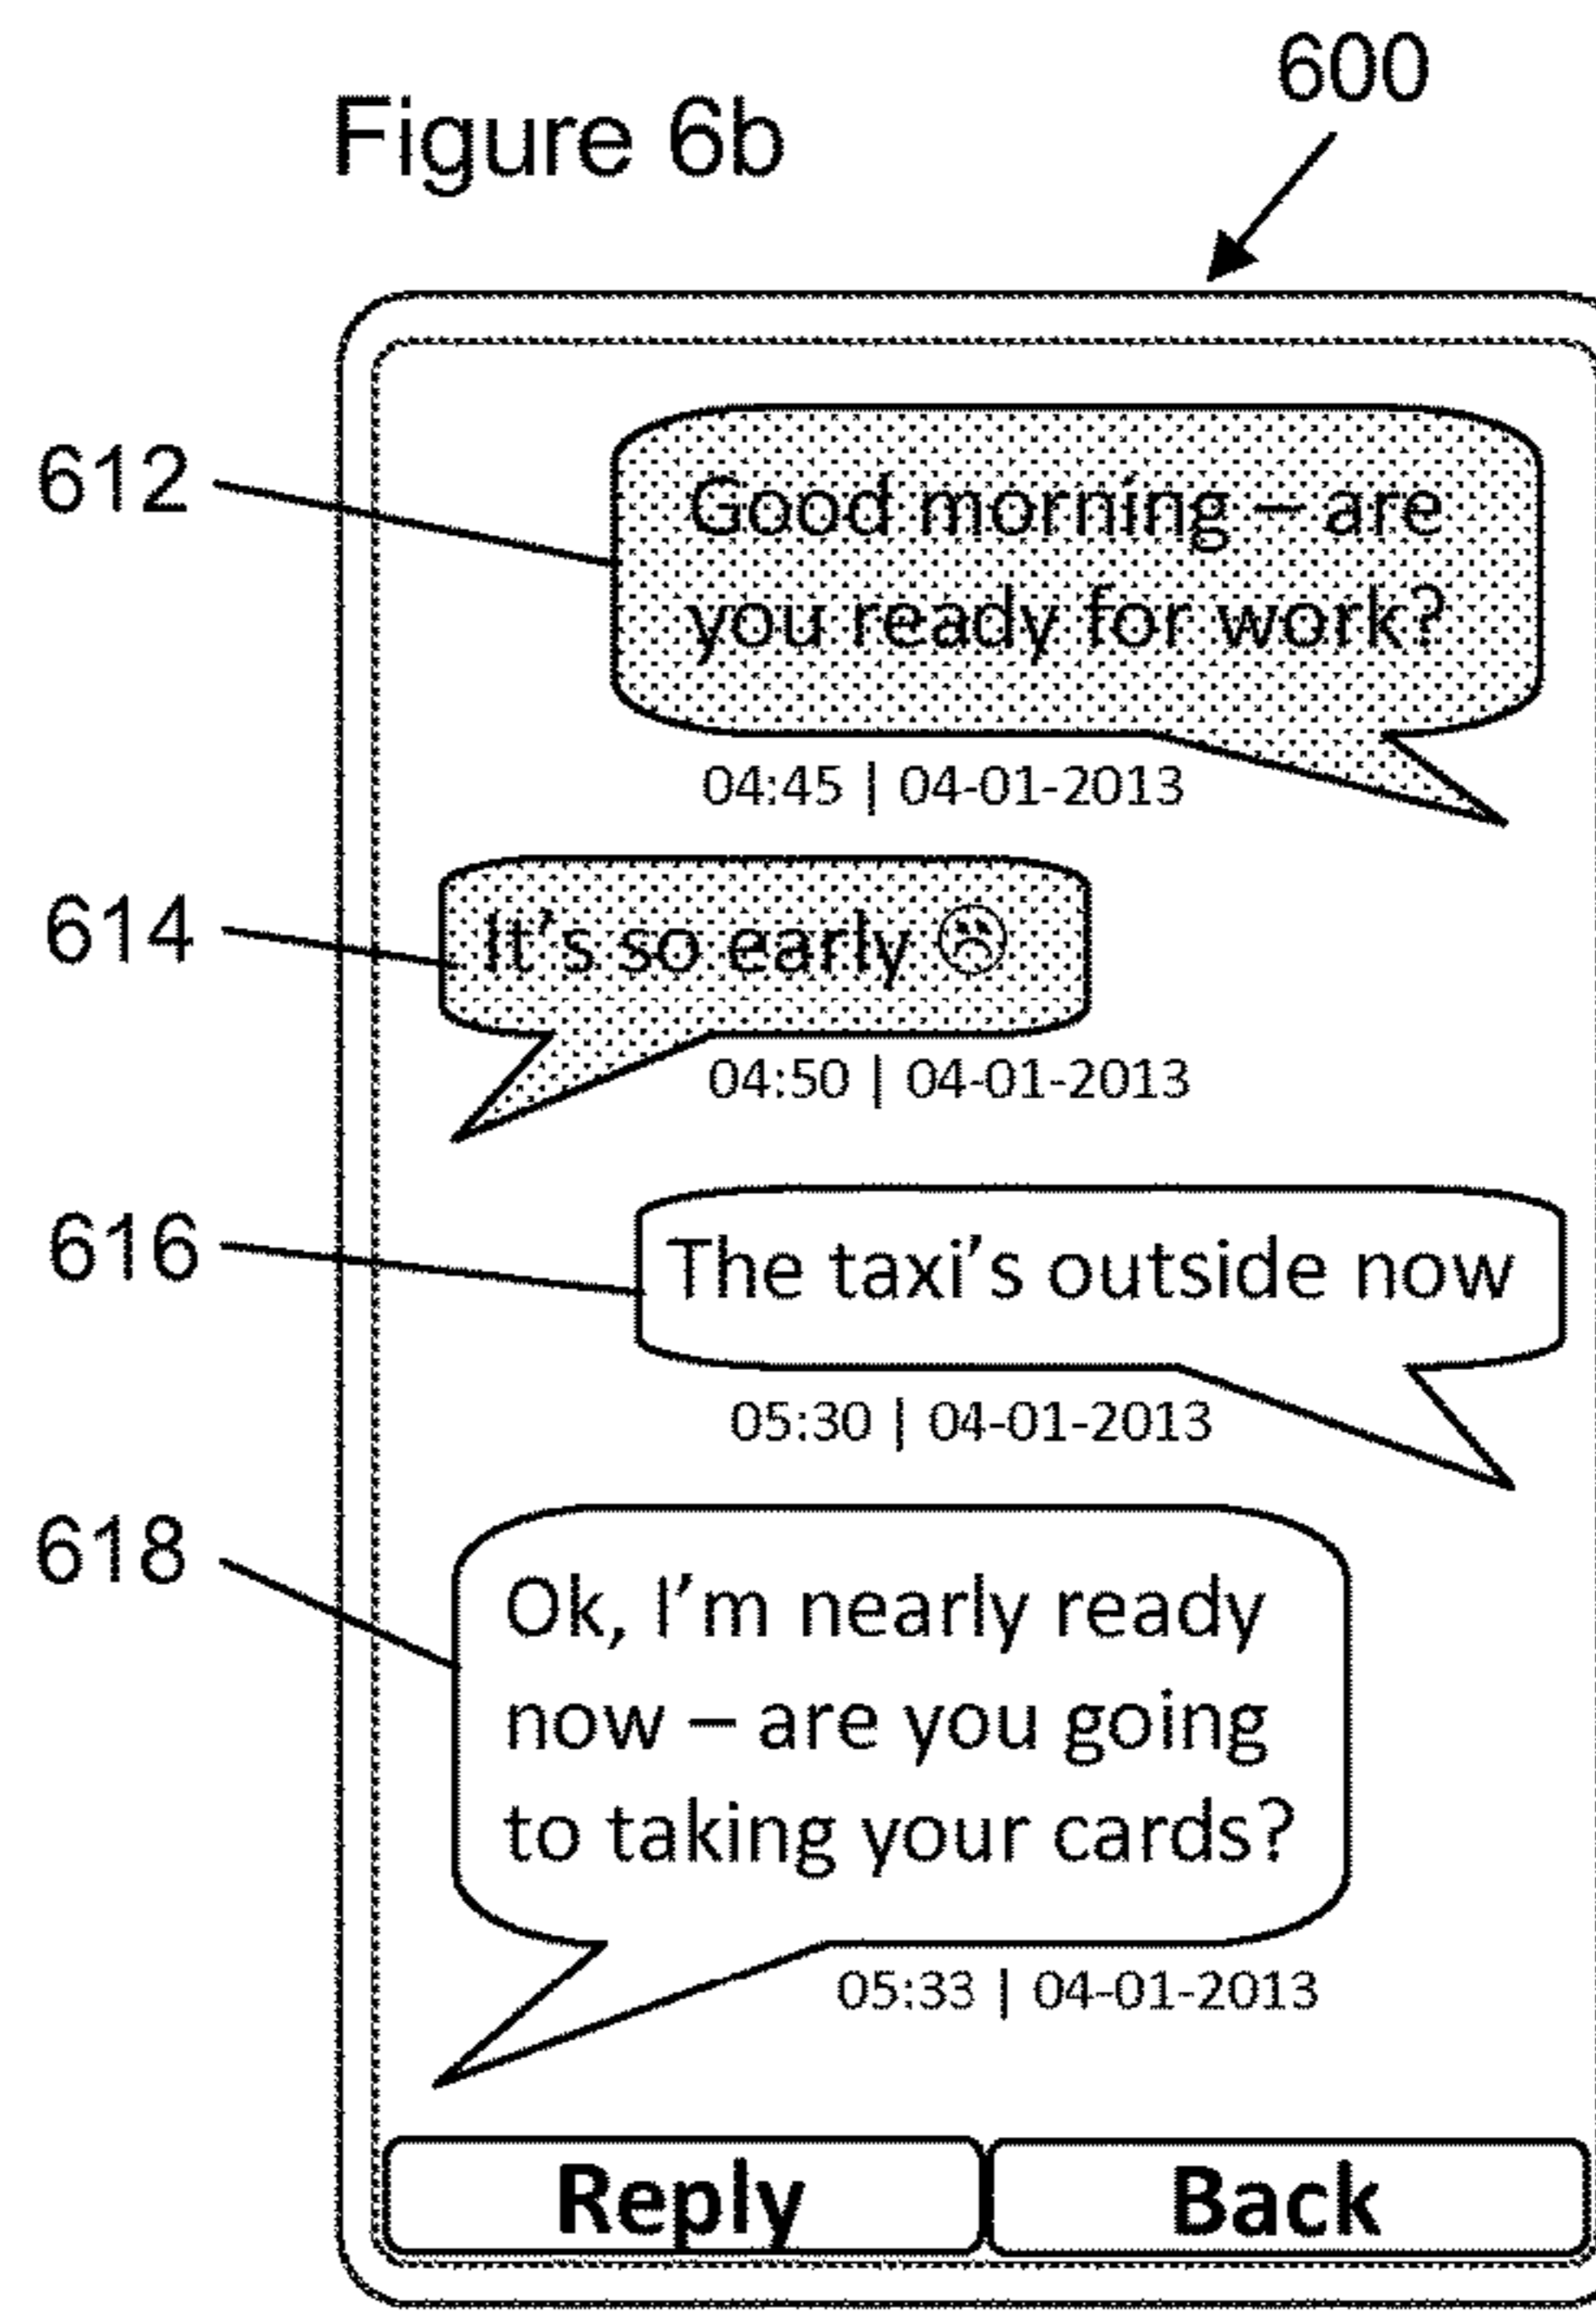 600
Figure 6b
612
Good morning – are
you ready for work?
04:45 | 04-01-2013
614
It's so early ☹
04:50 | 04-01-2013
616
The taxi's outside now
05:30 | 04-01-2013
618
Ok, I'm nearly ready
now – are you going
to taking your cards?
05:33 | 04-01-2013
Reply Back